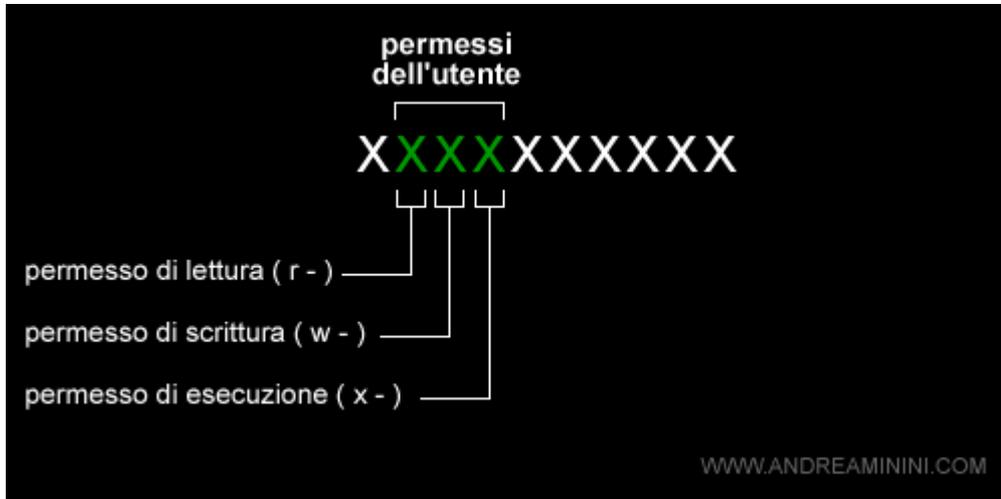 permessi
dell'utente
XXXXXXXXXX
permesso di lettura ( r - )
permesso di scrittura ( w - )
permesso di esecuzione ( x - )
WWW.ANDREAMININI.COM